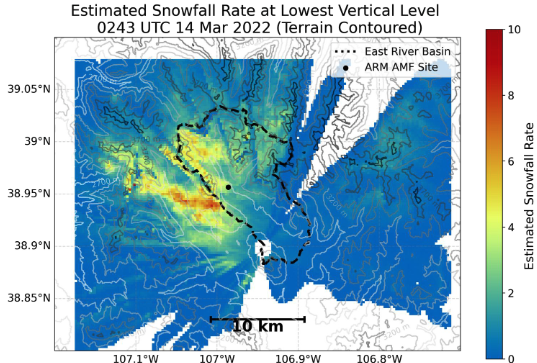 Estimated Snowfall Rate at Lowest Vertical Level
0243 UTC 14 Mar 2022 (Terrain Contoured)
East River Basin
ARM AMF Site
39.05°N
39°N
38.95°N
38.9°N
38.85°N
107.1°W
107°W
106.9°W
106.8°W
10 km
10
8
6
4
2
0
Estimated Snowfall Rate